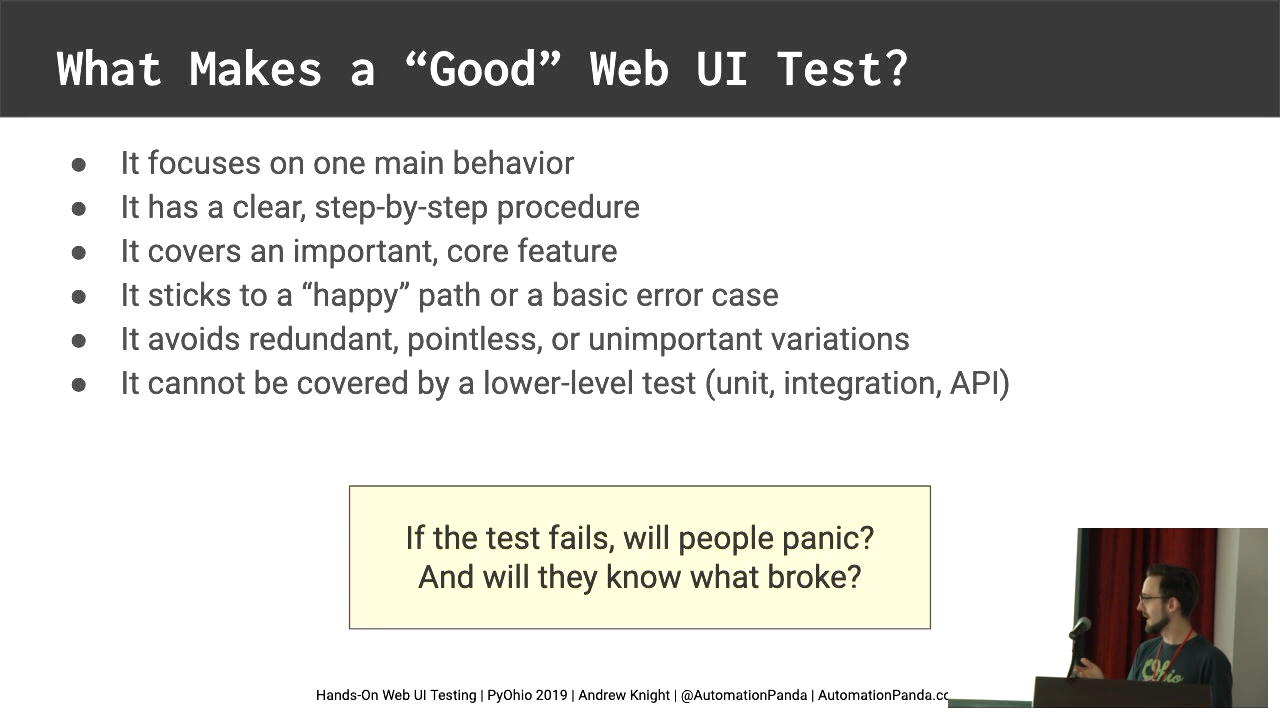 What Makes a “Good” Web UI Test?
● It focuses on one main behavior
● It has a clear, step-by-step procedure
● It covers an important, core feature
● It sticks to a “happy” path or a basic error case
● It avoids redundant, pointless, or unimportant variations
● It cannot be covered by a lower-level test (unit, integration, API)
If the test fails, will people panic?
And will they know what broke?
Hands-On Web UI Testing | PyOhio 2019 | Andrew Knight | @AutomationPanda | AutomationPanda.co
Ohio